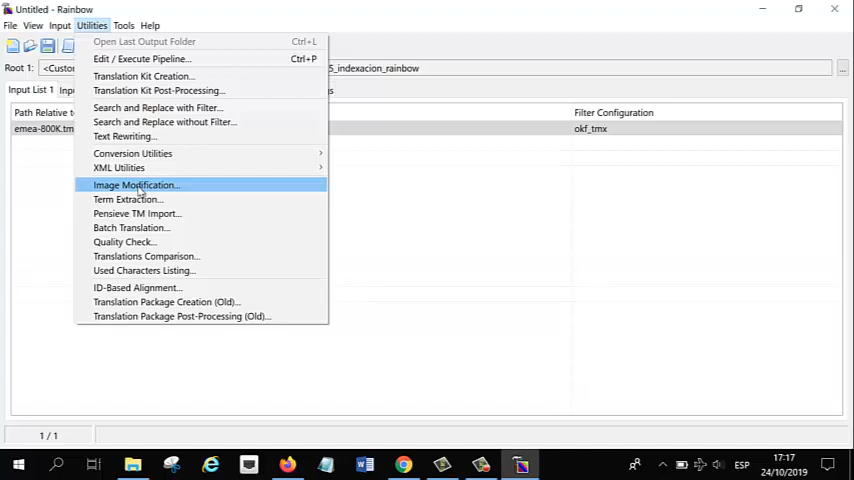 Untitled - Rainbow
File View Input Utilities Tools Help
Open Last Output Folder Ctrl+L
Edit / Execute Pipeline... Ctrl+P
Translation Kit Creation...
Translation Kit Post-Processing...
Search and Replace with Filter...
Search and Replace without Filter...
Text Rewriting...
Conversion Utilities
XML Utilities
Image Modification...
Term Extraction...
Pensieve TM Import...
Batch Translation...
Quality Check...
Translations Comparison...
Used Characters Listing...
ID-Based Alignment...
Translation Package Creation (Old)...
Translation Package Post-Processing (Old)...
Root 1: <Custom 5_indexacion_rainbow ...
Input List 1 Inp s
Path Relative to Filter Configuration
emea-800K.tm okf_tmx
1 / 1
ESP
17:17
24/10/2019